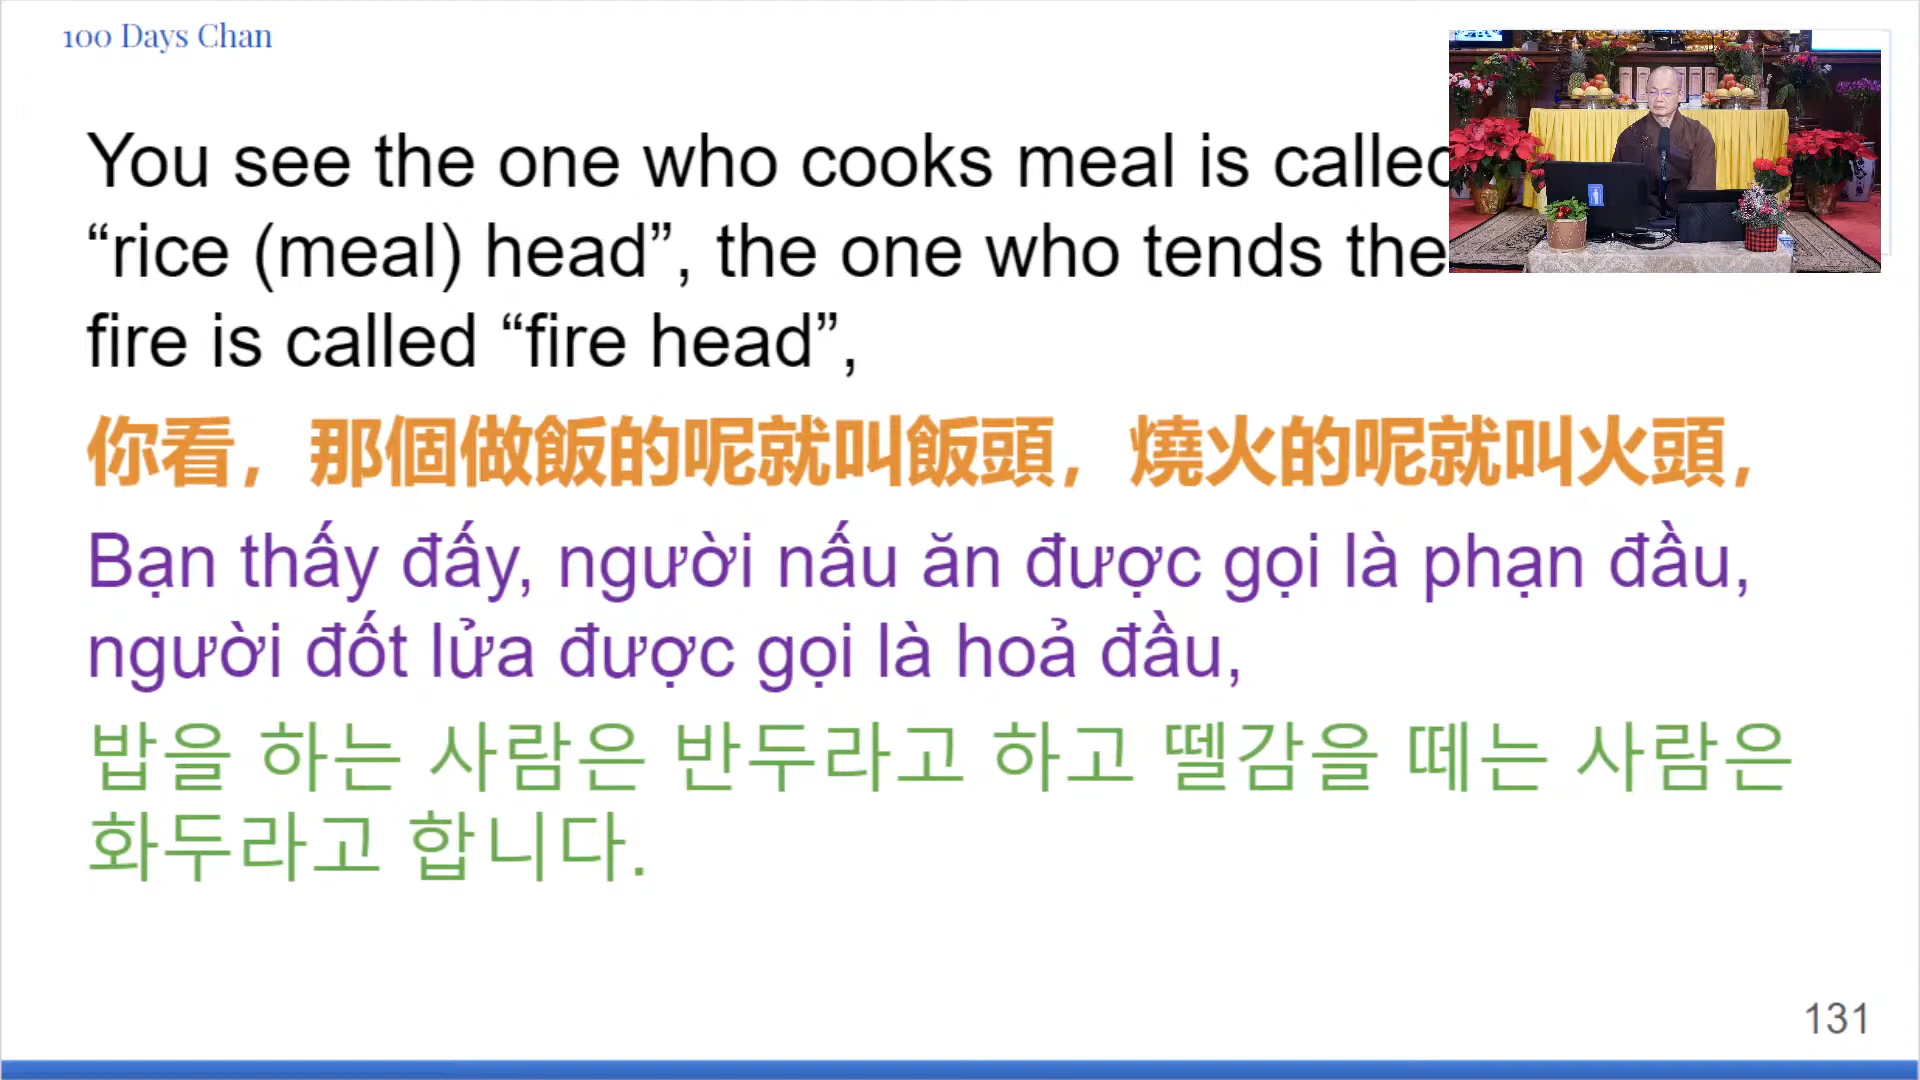 100 Days Chan
You see the one who cooks meal is called
“rice (meal) head”, the one who tends the
fire is called “fire head”,
你看，那個做飯的呢就叫飯頭，燒火的呢就叫火頭，
Bạn thấy đấy, người nấu ăn được gọi là phạn đầu,
người đốt lửa được gọi là hoả đầu,
밥을 하는 사람은 반두라고 하고 뗄감을 떼는 사람은
화두라고 합니다.
131